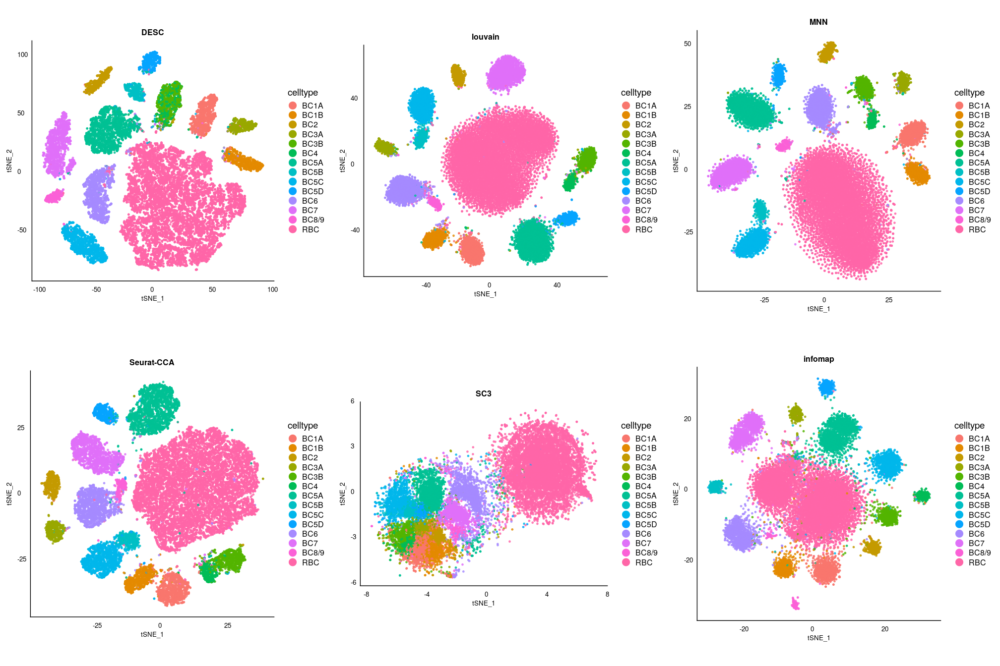 DESC
100
50
0
-50
tSNE_2
-100
-50
0
50
100
tSNE_1
celltype
BC1A
BC1B
BC2
BC3A
BC3B
BC4
BC5A
BC5B
BC5C
BC5D
BC6
BC7
BC8/9
RBC
louvain
40
0
-40
tSNE_2
-40
0
40
tSNE_1
celltype
BC1A
BC1B
BC2
BC3A
BC3B
BC4
BC5A
BC5B
BC5C
BC5D
BC6
BC7
BC8/9
RBC
MNN
50
25
0
-25
tSNE_2
-25
0
25
tSNE_1
celltype
BC1A
BC1B
BC2
BC3A
BC3B
BC4
BC5A
BC5B
BC5C
BC5D
BC6
BC7
BC8/9
RBC
Seurat-CCA
25
0
-25
tSNE_2
-25
0
25
tSNE_1
celltype
BC1A
BC1B
BC2
BC3A
BC3B
BC4
BC5A
BC5B
BC5C
BC5D
BC6
BC7
BC8/9
RBC
SC3
6
3
0
-3
-6
tSNE_2
-8
-4
0
4
8
tSNE_1
celltype
BC1A
BC1B
BC2
BC3A
BC3B
BC4
BC5A
BC5B
BC5C
BC5D
BC6
BC7
BC8/9
RBC
infomap
20
0
-20
tSNE_2
-20
0
20
tSNE_1
celltype
BC1A
BC1B
BC2
BC3A
BC3B
BC4
BC5A
BC5B
BC5C
BC5D
BC6
BC7
BC8/9
RBC